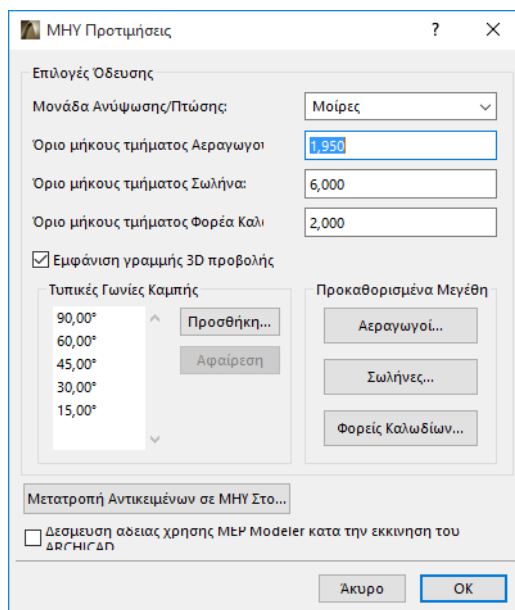 ΜΗΥ Προτιμήσεις
Επιλογές Όδευσης
Μονάδα Ανύψωσης/Πτώσης: Μοίρες
Όριο μήκους τμήματος Αεραγωγού 1,950
Όριο μήκους τμήματος Σωλήνα: 6,000
Όριο μήκους τμήματος Φορέα Καλι 2,000
Εμφάνιση γραμμής 3D προβολής
Τυπικές Γωνίες Καμπής
90,00°
60,00°
45,00°
30,00°
15,00°
Προσθήκη...
Αφαίρεση
Προκαθορισμένα Μεγέθη
Αεραγωγοί...
Σωλήνες...
Φορείς Καλωδίων...
Μετατροπή Αντικειμένων σε ΜΗΥ Στο...
Δέσμευση άδειας χρήσης MEP Modeler κατά την εκκίνηση του
ARCHICAD
Άκυρο
OK